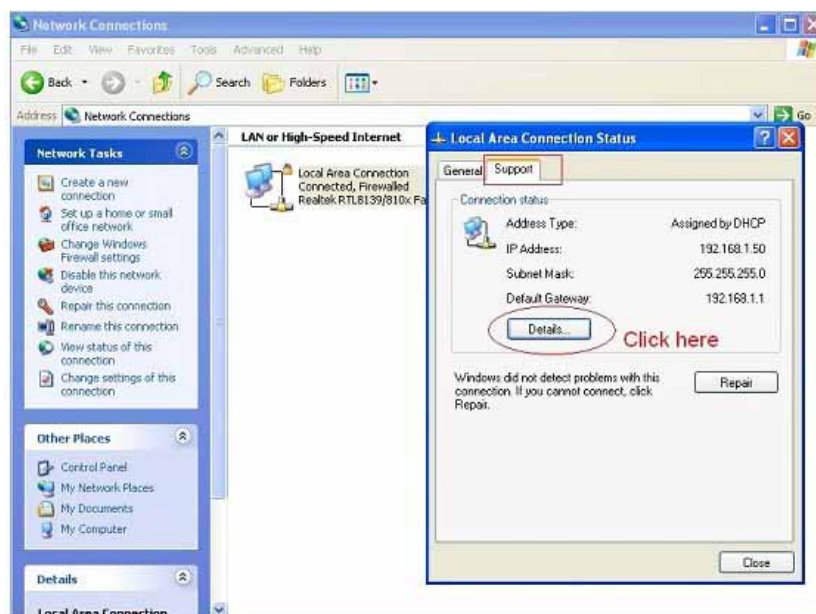 Network Connections
File Edit View Favorites Tools Advanced Help
Back Search Folders
Address Network Connections Go
Network Tasks
Create a new
connection
Set up a home or small
office network
Change Windows
Firewall settings
Disable this network
device
Repair this connection
Rename this connection
View status of this
connection
Change settings of this
connection
Other Places
Control Panel
My Network Places
My Documents
My Computer
Details
Local Area Connection
LAN or High-Speed Internet
Local Area Connection
Connected, Firewalled
Realtek RTL8139/810x Fa
Local Area Connection Status
General Support
Connection status
Address Type: Assigned by DHCP
IP Address: 192.168.1.50
Subnet Mask: 255.255.255.0
Default Gateway: 192.168.1.1
Details...
Click here
Windows did not detect problems with this
connection. If you cannot connect, click
Repair.
Repair
Close